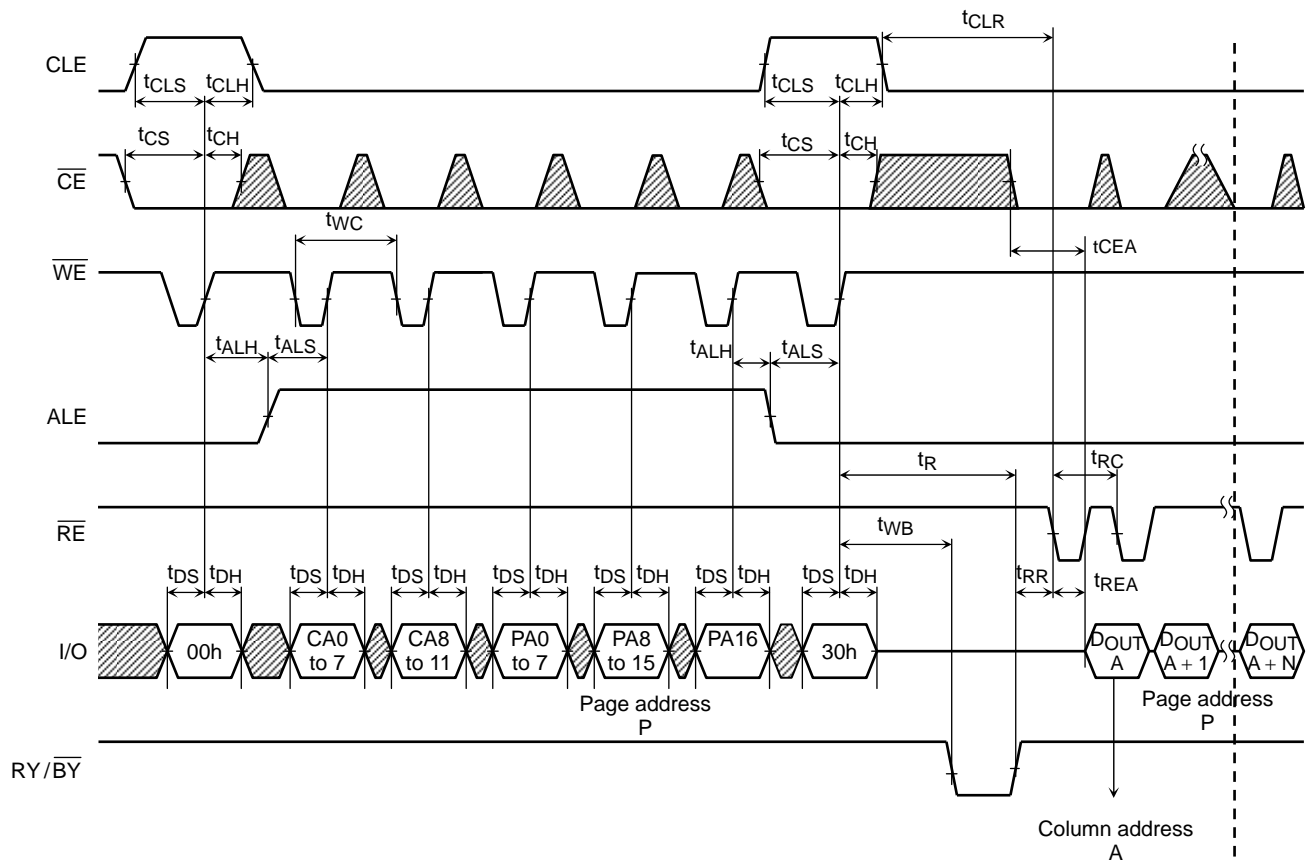 tCLR
CLE
tCLS tCLH tCLS tCLH
tCS tCH tCS tCH
CE
tWC
tCEA
WE
tALH tALS tALH tALS
ALE
tR tRC
RE
tWB
tDS tDH tDS tDH tDS tDH tDS tDH tDS tDH tDS tDH tDS tDH tRR tREA
I/O
00h
CA0
to 7
CA8
to 11
PA0
to 7
PA8
to 15
PA16
30h
DOUT
A
DOUT
A + 1
DOUT
A + N
Page address
P
Page address
P
RY/BY
Column address
A